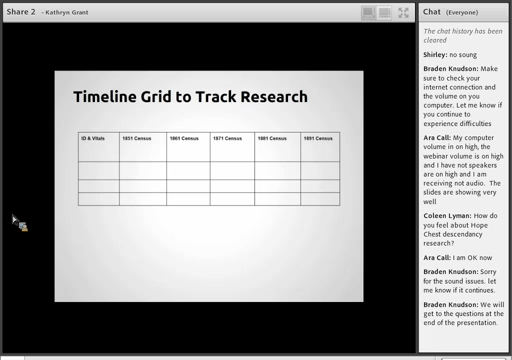 Share 2 - Kathryn Grant
Timeline Grid to Track Research
ID & Vitals 1851 Census 1861 Census 1971 Census 1881 Census 1891 Census
Chat (Everyone)
The chat history has been
cleared
Shirley: no soung
Braden Knudson: Make
sure to check your
internet connection and
the volume on you
computer. Let me know if
you continue to
experience difficulties
Ara Call: My computer
volume in on high, the
webinar volume is on high
and I have not speakers
are on high and I am
receiving not audio. The
slides are showing very
well
Coleen Lyman: How do
you feel about Hope
Chest descendancy
research?
Ara Call: I am OK now
Braden Knudson: Sorry
for the sound issues. let
me know if it continues.
Braden Knudson: We will
get to the questions at the
end of the presentation.